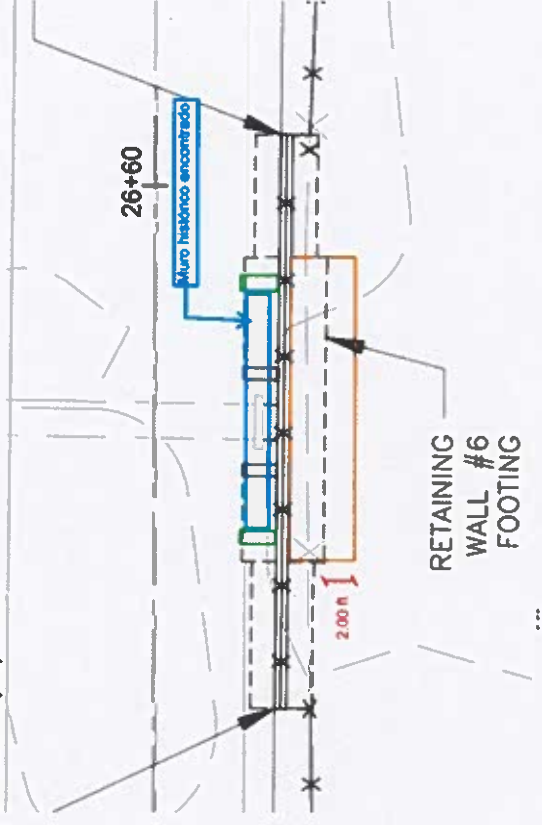 26+60
Muro histórico encontrado
2.00 ft
RETAINING
WALL #6
FOOTING